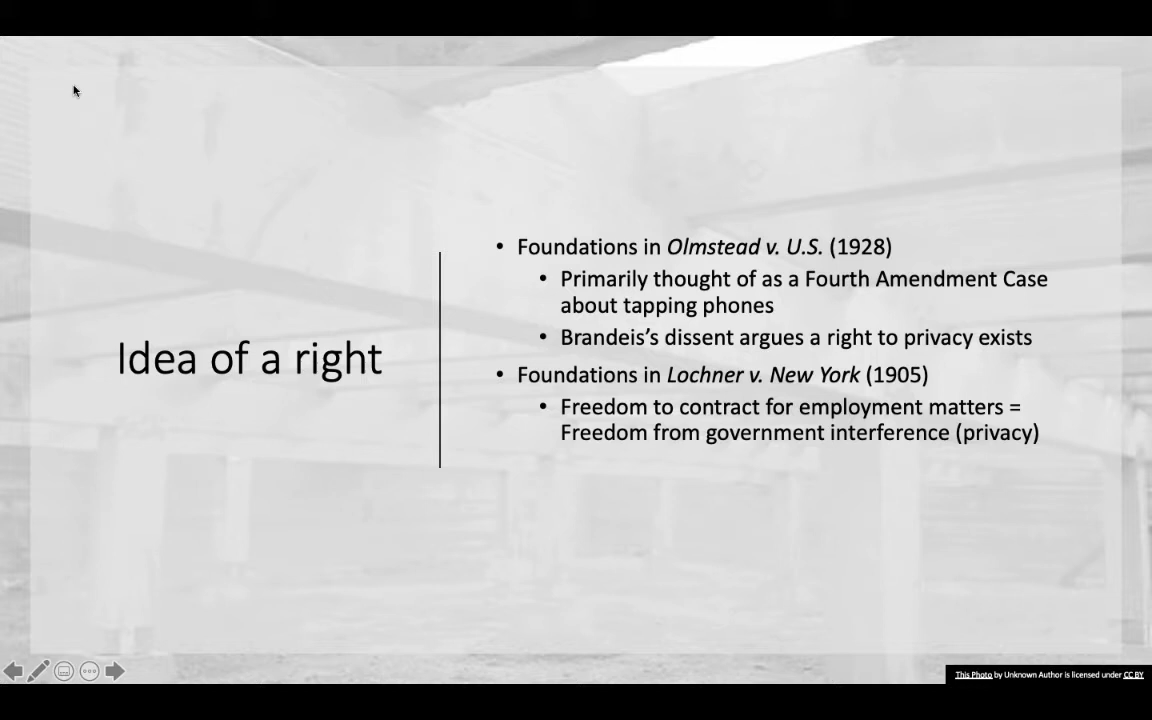 Idea of a right
• Foundations in Olmstead v. U.S. (1928)
• Primarily thought of as a Fourth Amendment Case
about tapping phones
• Brandeis’s dissent argues a right to privacy exists
• Foundations in Lochner v. New York (1905)
• Freedom to contract for employment matters =
Freedom from government interference (privacy)
This Photo by Unknown Author is licensed under CC BY